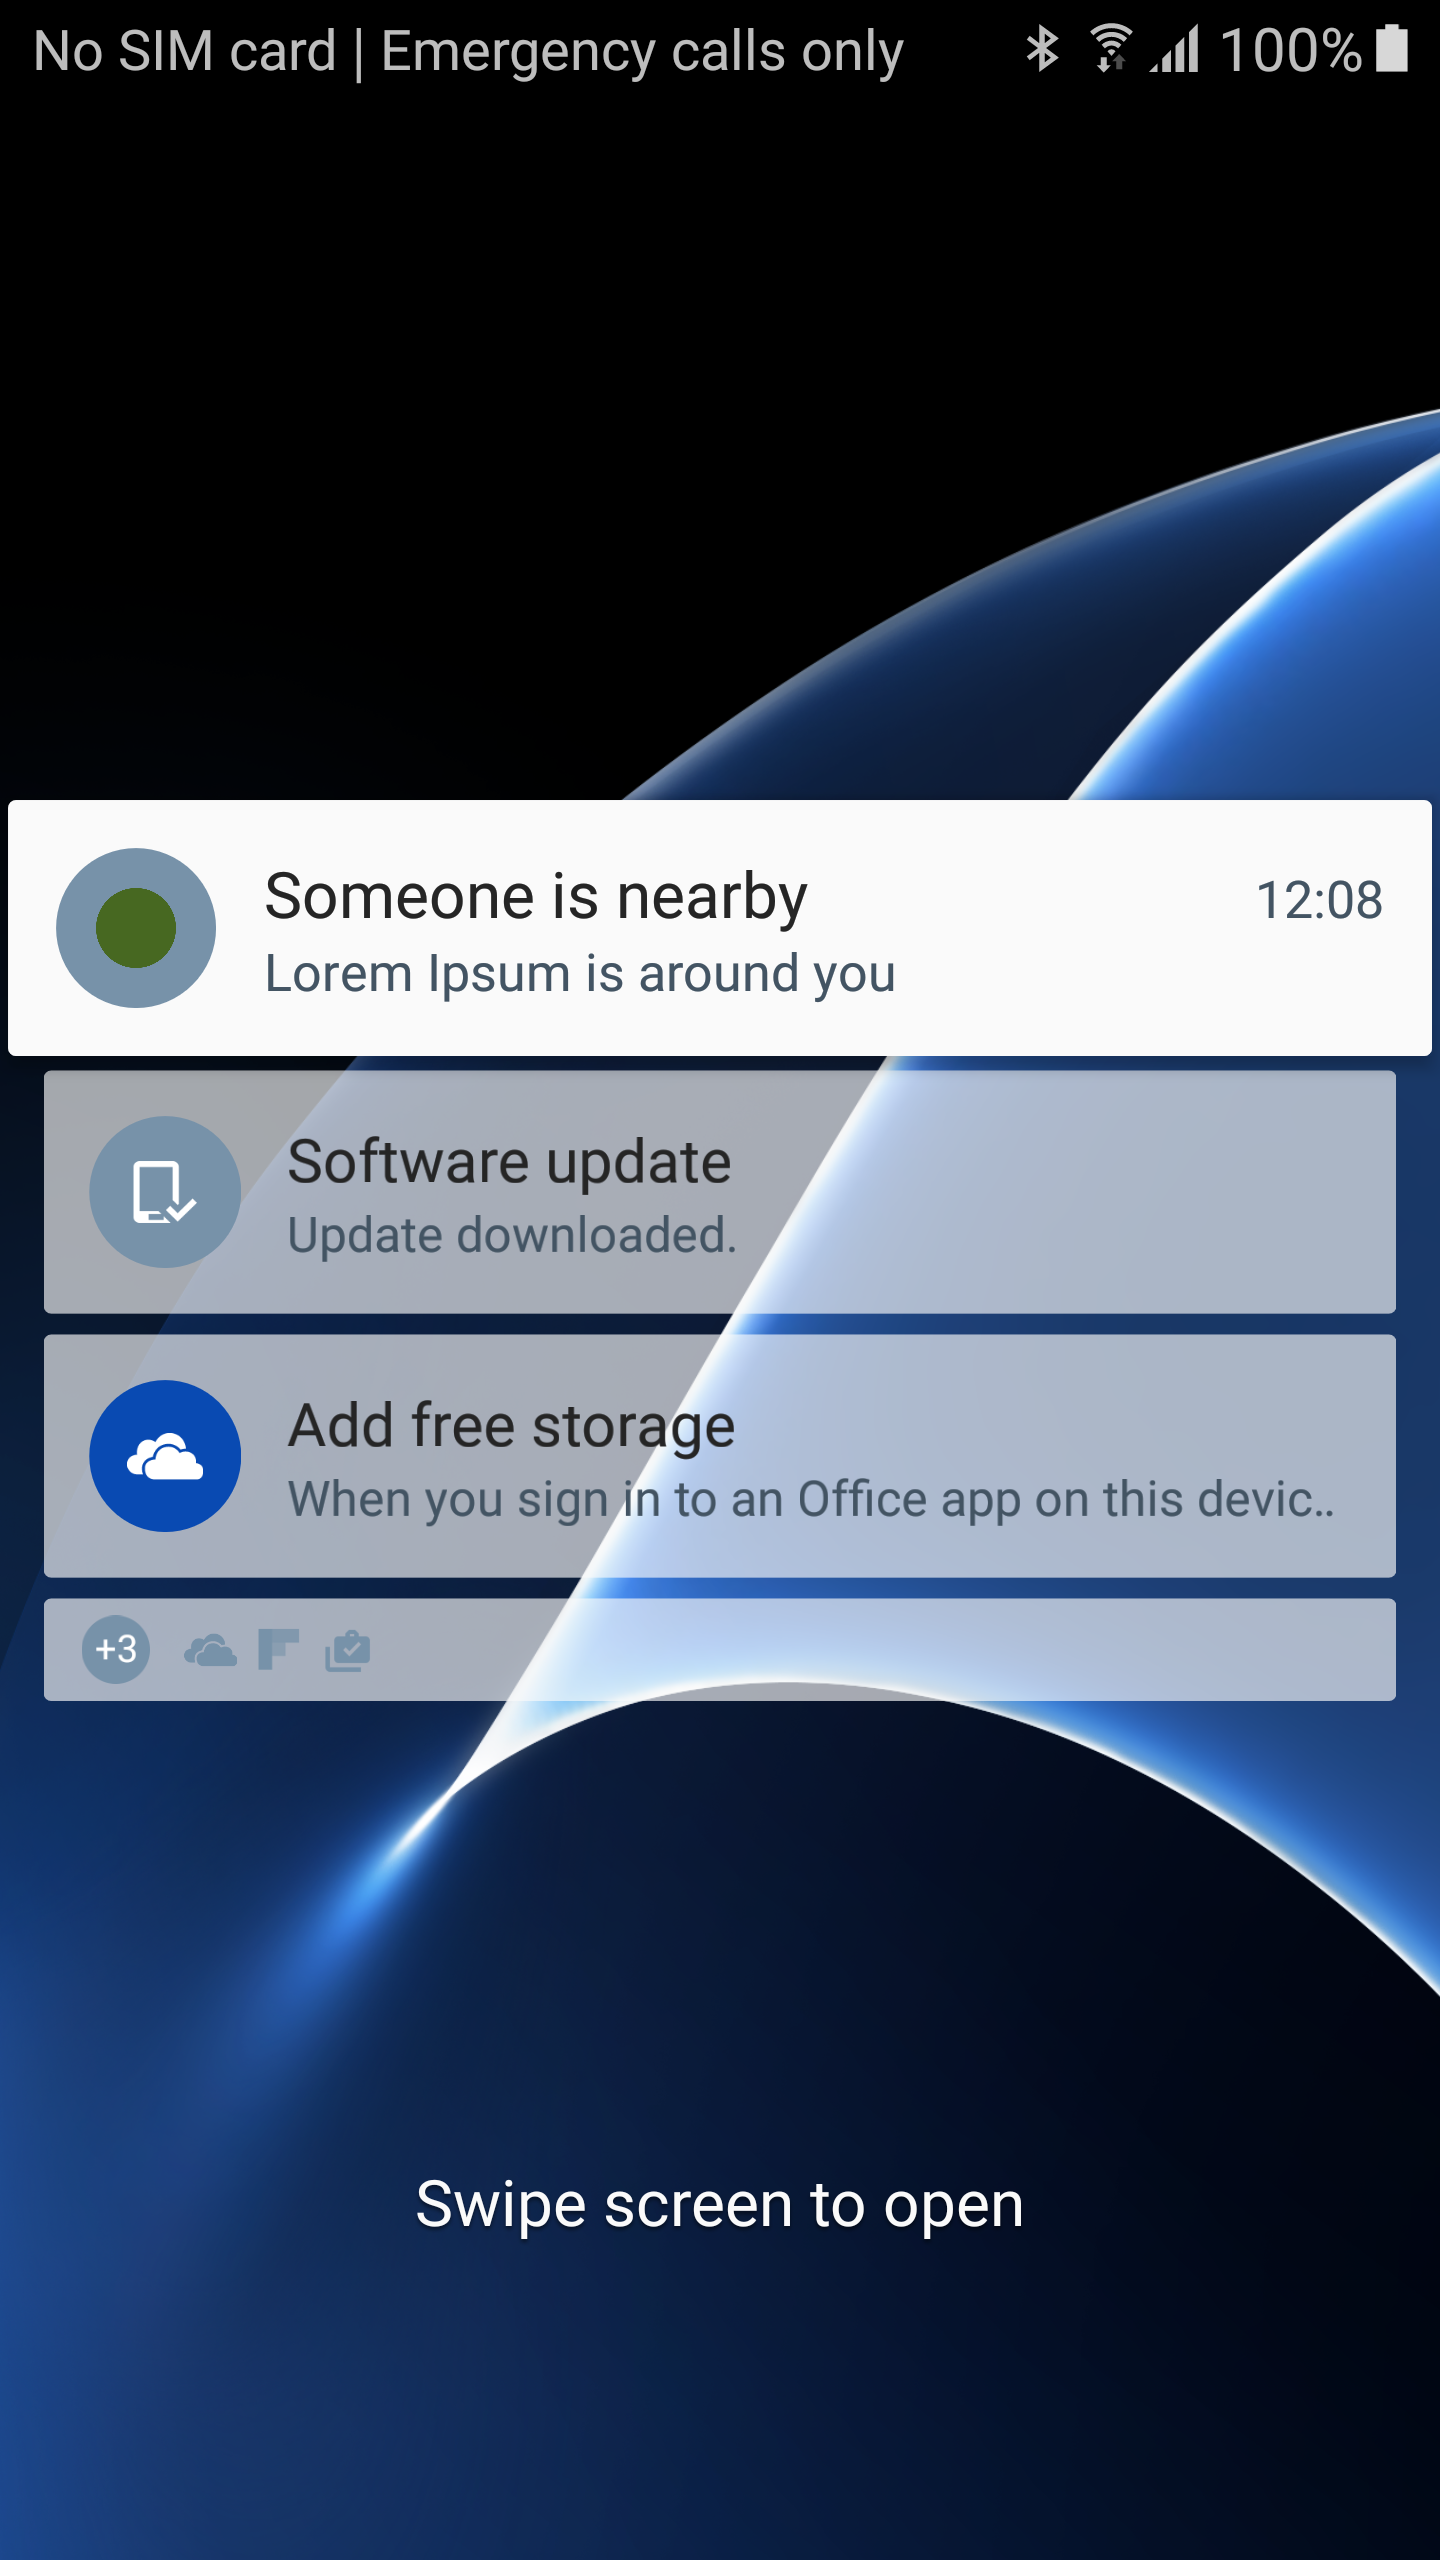 No SIM card | Emergency calls only 100%
Someone is nearby 12:08
Lorem Ipsum is around you
Software update
Update downloaded.
Add free storage
When you sign in to an Office app on this devic..
+3
Swipe screen to open